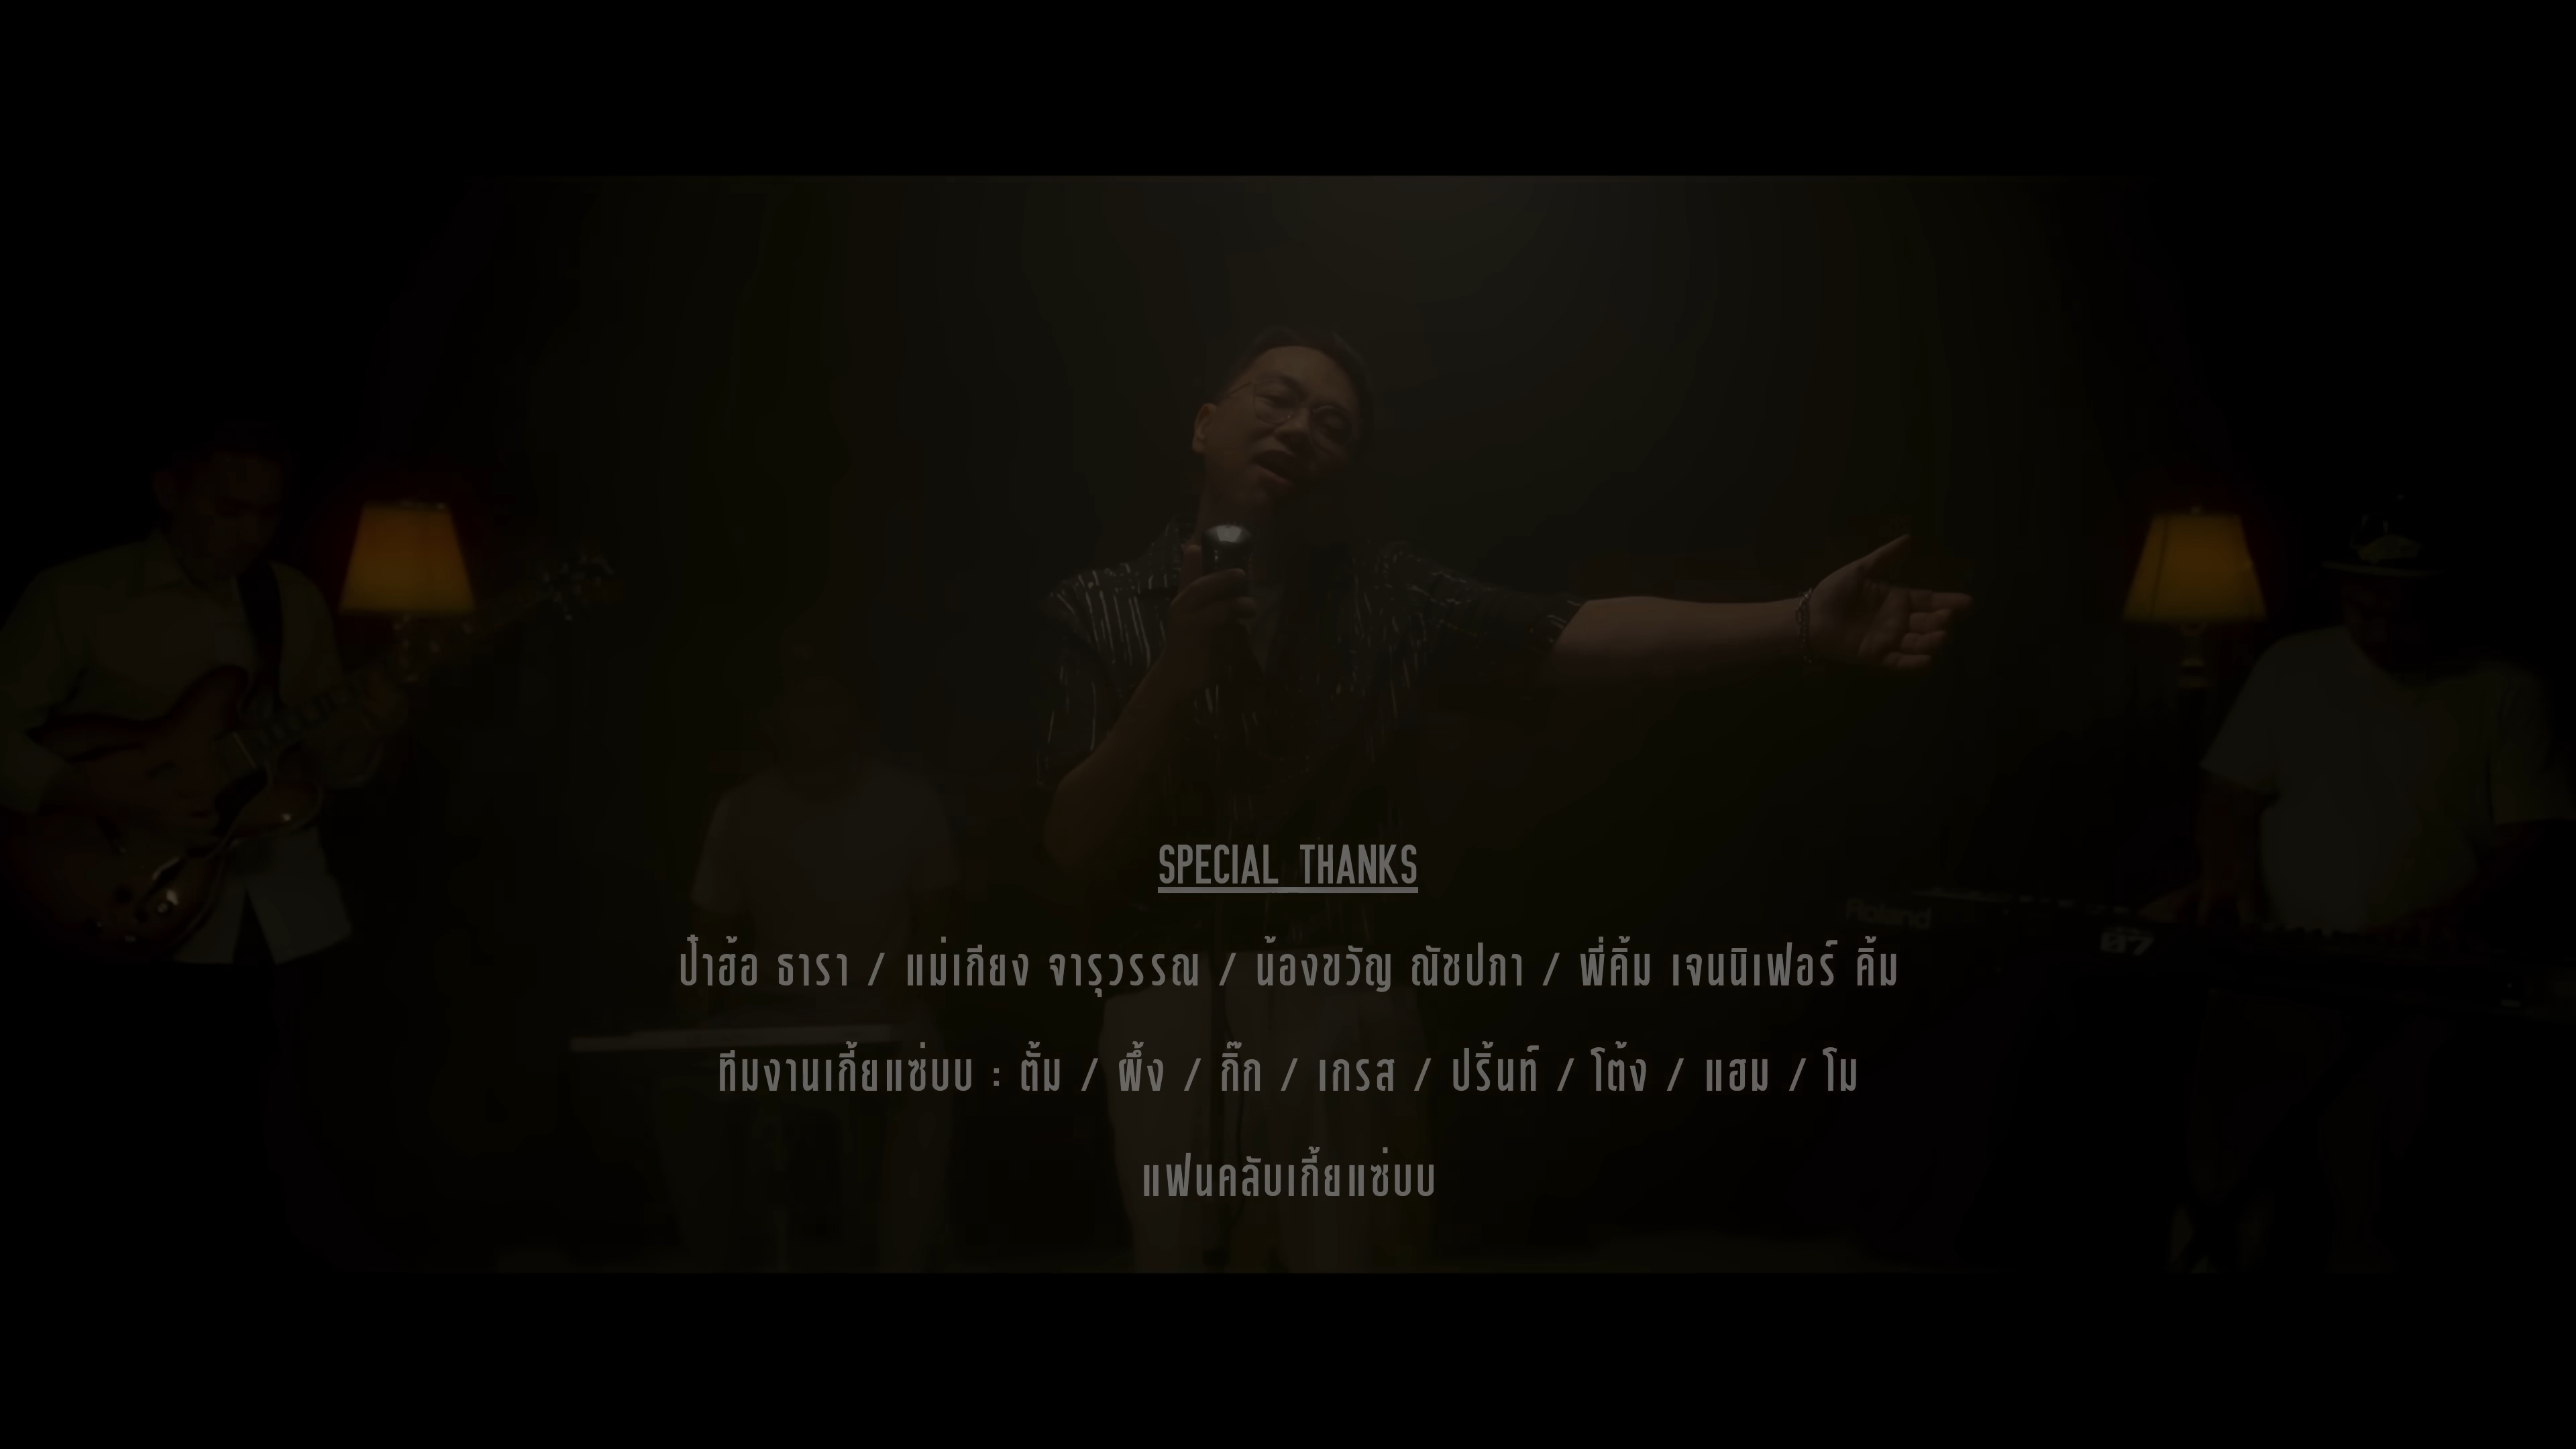 SPECIAL THANKS
ป๋าฮ้อ ธารา / แม่เกียง จารุวรรณ / น้องขวัญ ณัชปภา / พี่คิ้ม เจนนิเฟอร์ คิ้ม
ทีมงานเกี้ยแซ่บบ : ตั้ม / ผึ้ง / กิ๊ก / เกรส / ปริ้นท์ / โต้ง / แฮม / โม
แฟนคลับเกี้ยแซ่บบ
Roland
07